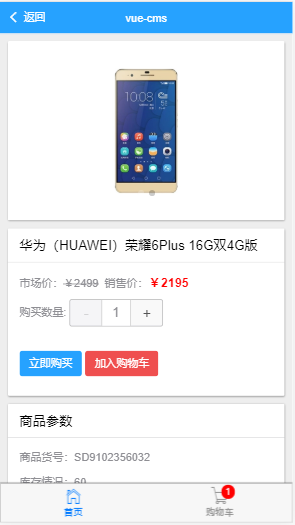 返回 vue-cms
10:08
华为（HUAWEI）荣耀6Plus 16G双4G版
市场价：￥2499 销售价：￥2195
购买数量： - 1 +
立即购买 加入购物车
商品参数
商品货号：SD9102356032
库存情况：60
1
首页 购物车